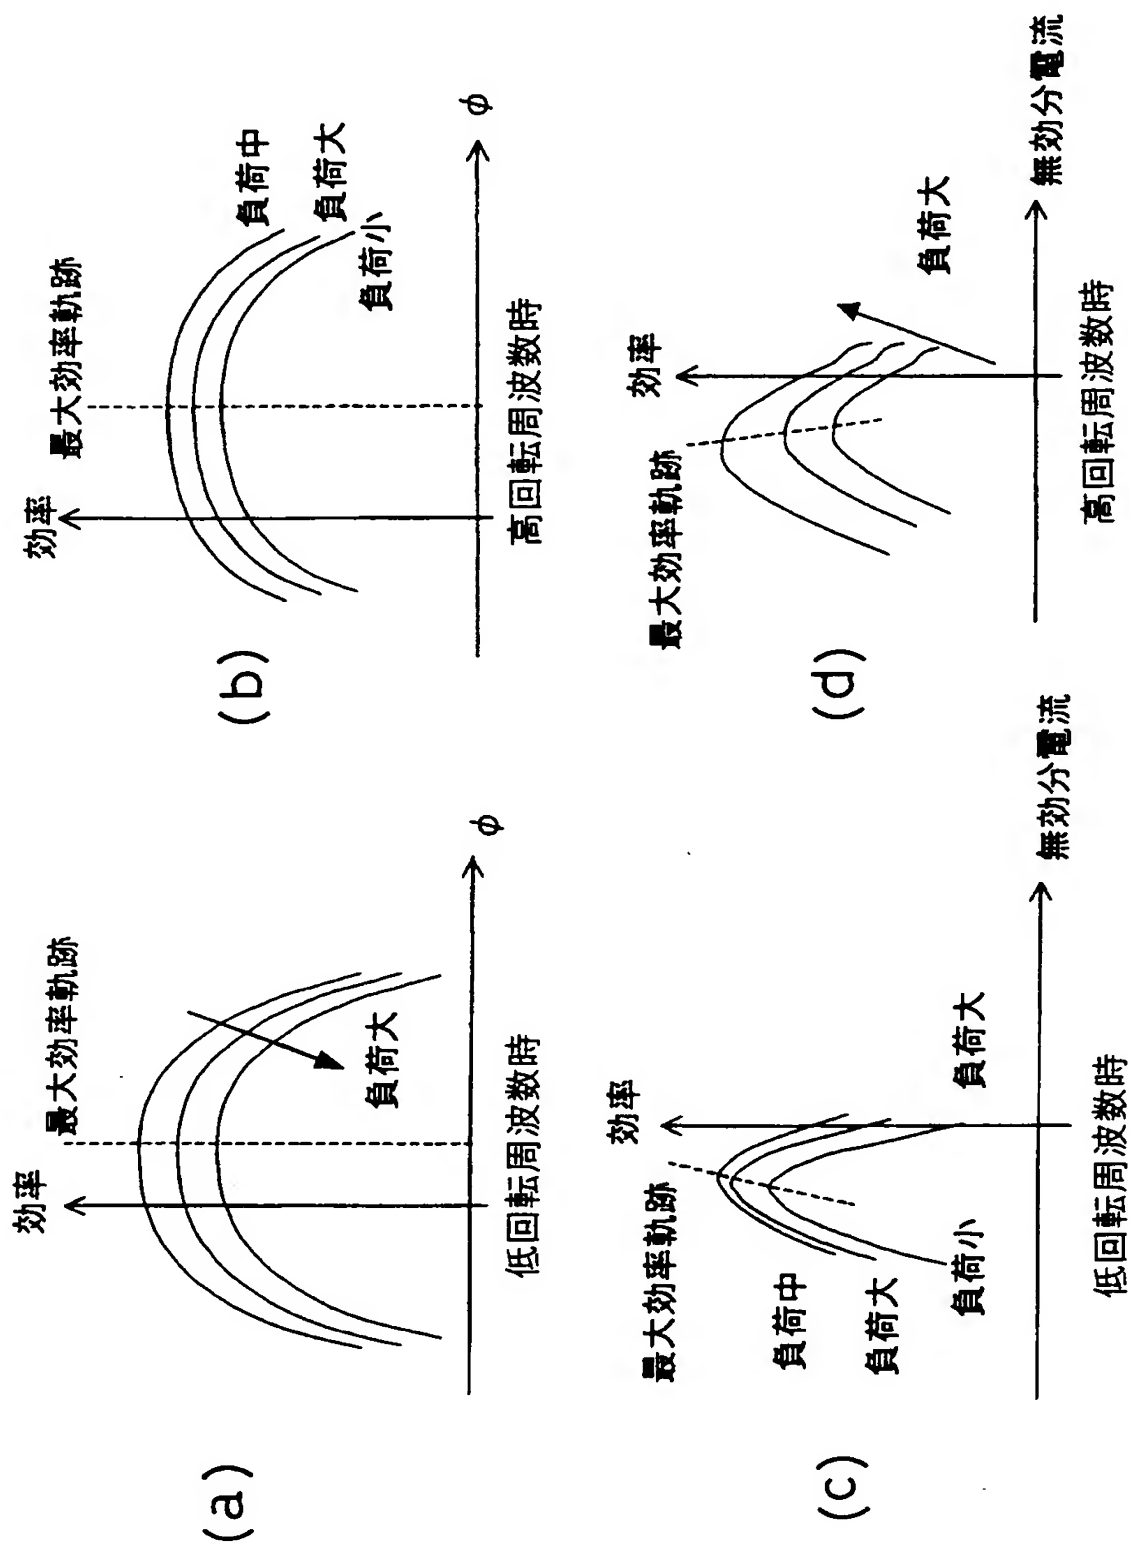 (a)
効率
最大効率軌跡
負荷大
φ
低回転周波数時
(b)
効率
最大効率軌跡
負荷中
負荷大
負荷小
φ
高回転周波数時
(c)
効率
最大効率軌跡
負荷中
負荷大
負荷小
負荷大
無効分電流
低回転周波数時
(d)
効率
最大効率軌跡
負荷大
無効分電流
高回転周波数時